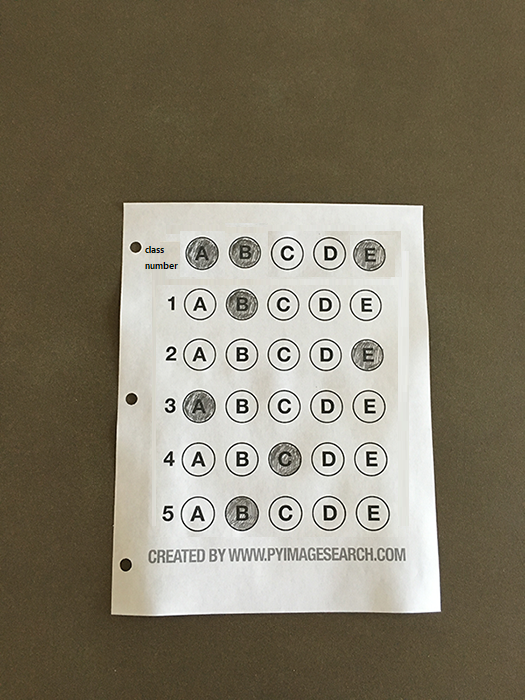 class number A B C D E
1 A B C D E
2 A B C D E
3 A B C D E
4 A B C D E
5 A B C D E
CREATED BY WWW.PYIMAGESEARCH.COM